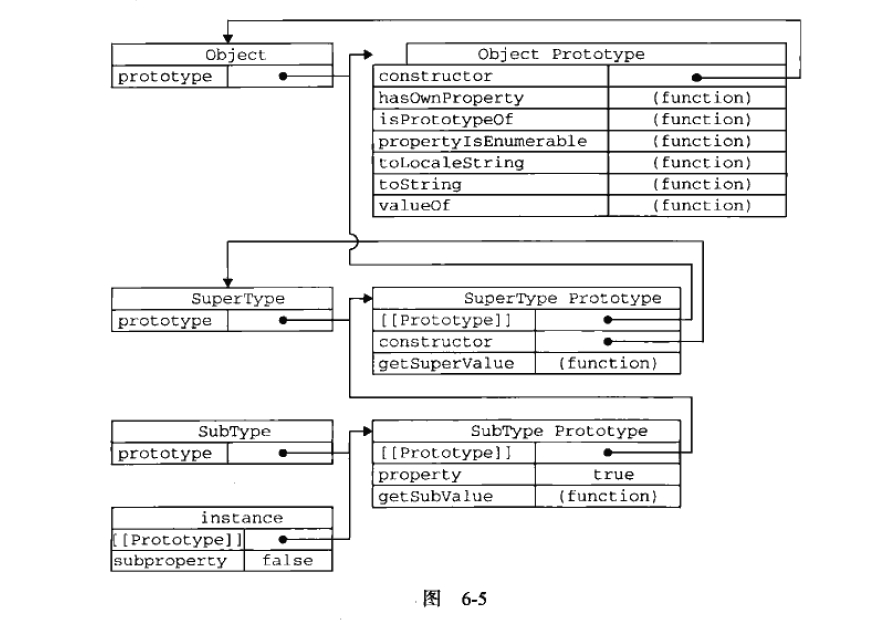 Object
prototype
Object Prototype
constructor
hasOwnProperty (function)
isPrototypeOf (function)
propertyIsEnumerable (function)
toLocaleString (function)
toString (function)
valueOf (function)
SuperType
prototype
SuperType Prototype
[[Prototype]]
constructor
getSuperValue (function)
SubType
prototype
SubType Prototype
[[Prototype]]
property true
getSubValue (function)
instance
[[Prototype]]
subproperty false
图 6-5